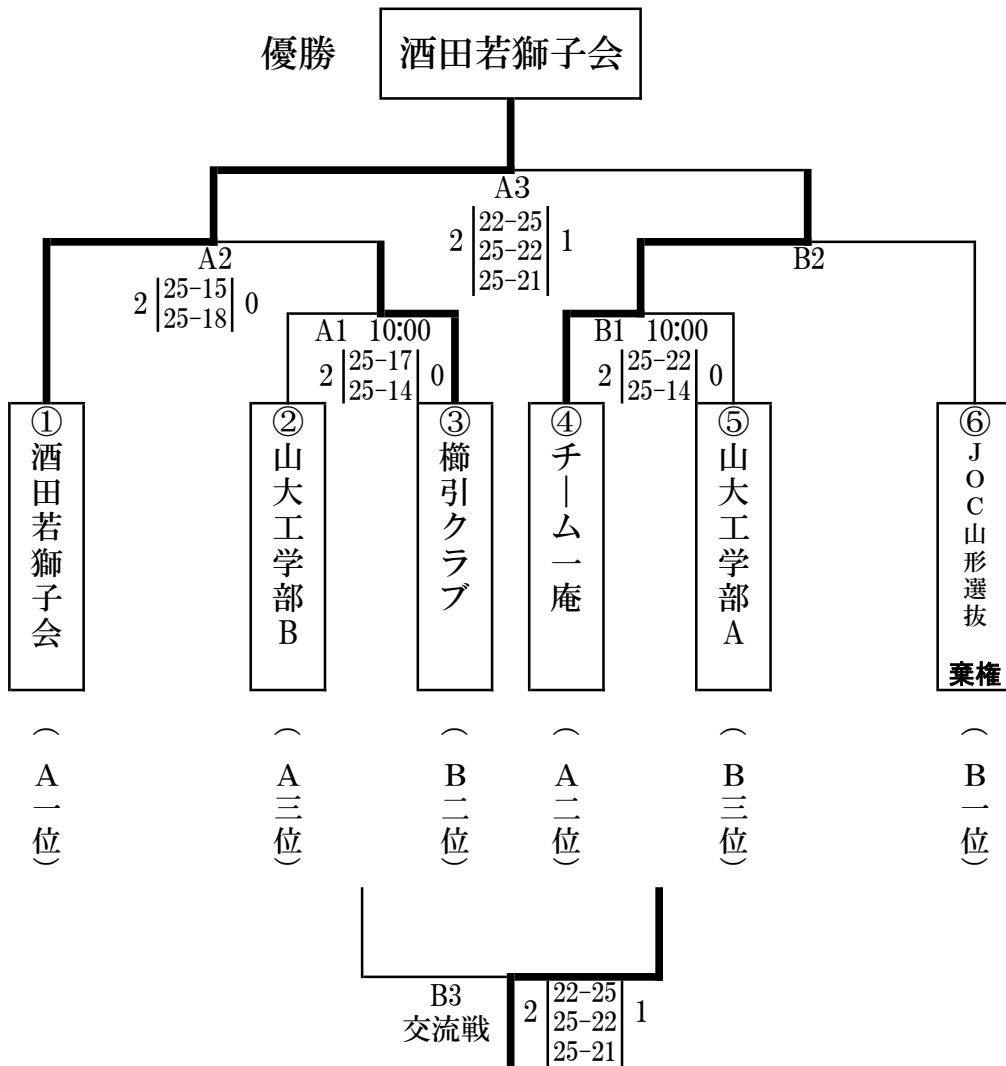 優勝 酒田若獅子会
A3
2 22-25 1
25-22
25-21
A2
2 25-15 0
25-18
B2
A1 10:00
2 25-17 0
25-14
B1 10:00
2 25-22 0
25-14
①酒田若獅子会
②山大工学部B
③櫛引クラブ
④チーム一庵
⑤山大工学部A
⑥JOC山形選抜
棄権
(A一位)
(A三位)
(B二位)
(A二位)
(B三位)
(B一位)
B3
交流戦
2 22-25 1
25-22
25-21